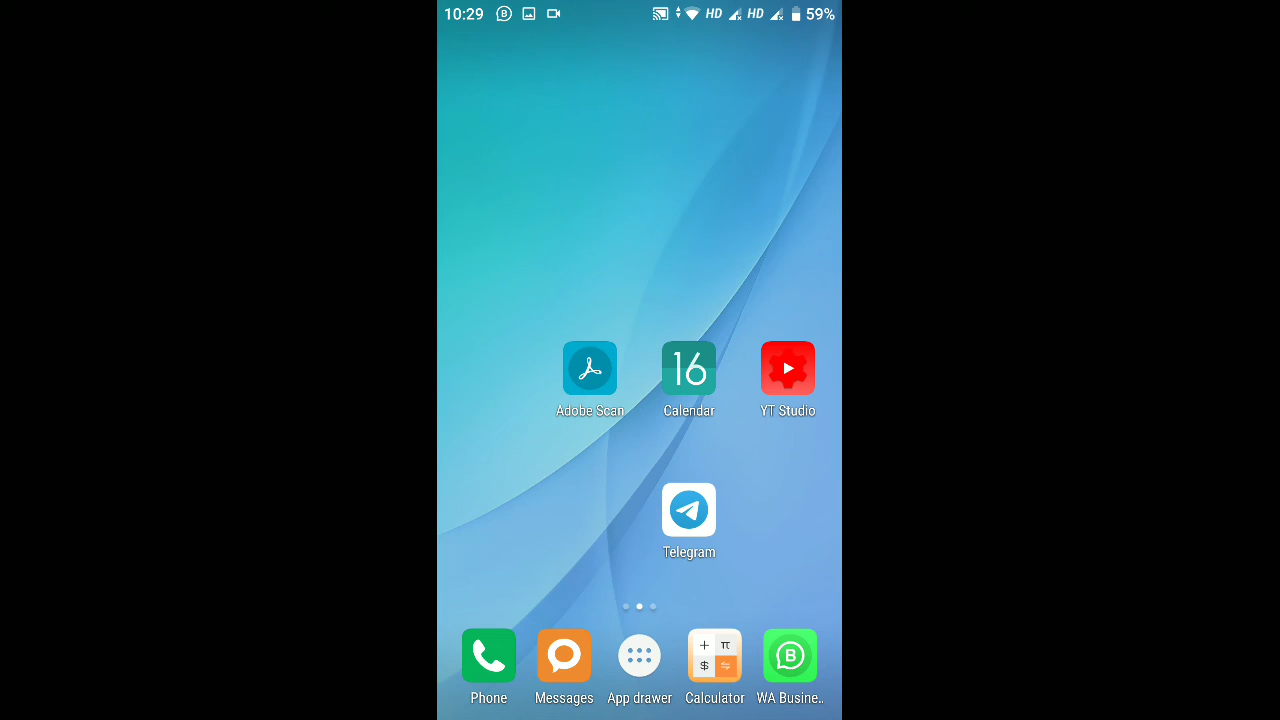 10:29 HD HD 59%
16
Adobe Scan Calendar YT Studio
Telegram
+ π
$
B
Phone Messages App drawer Calculator WA Busine..